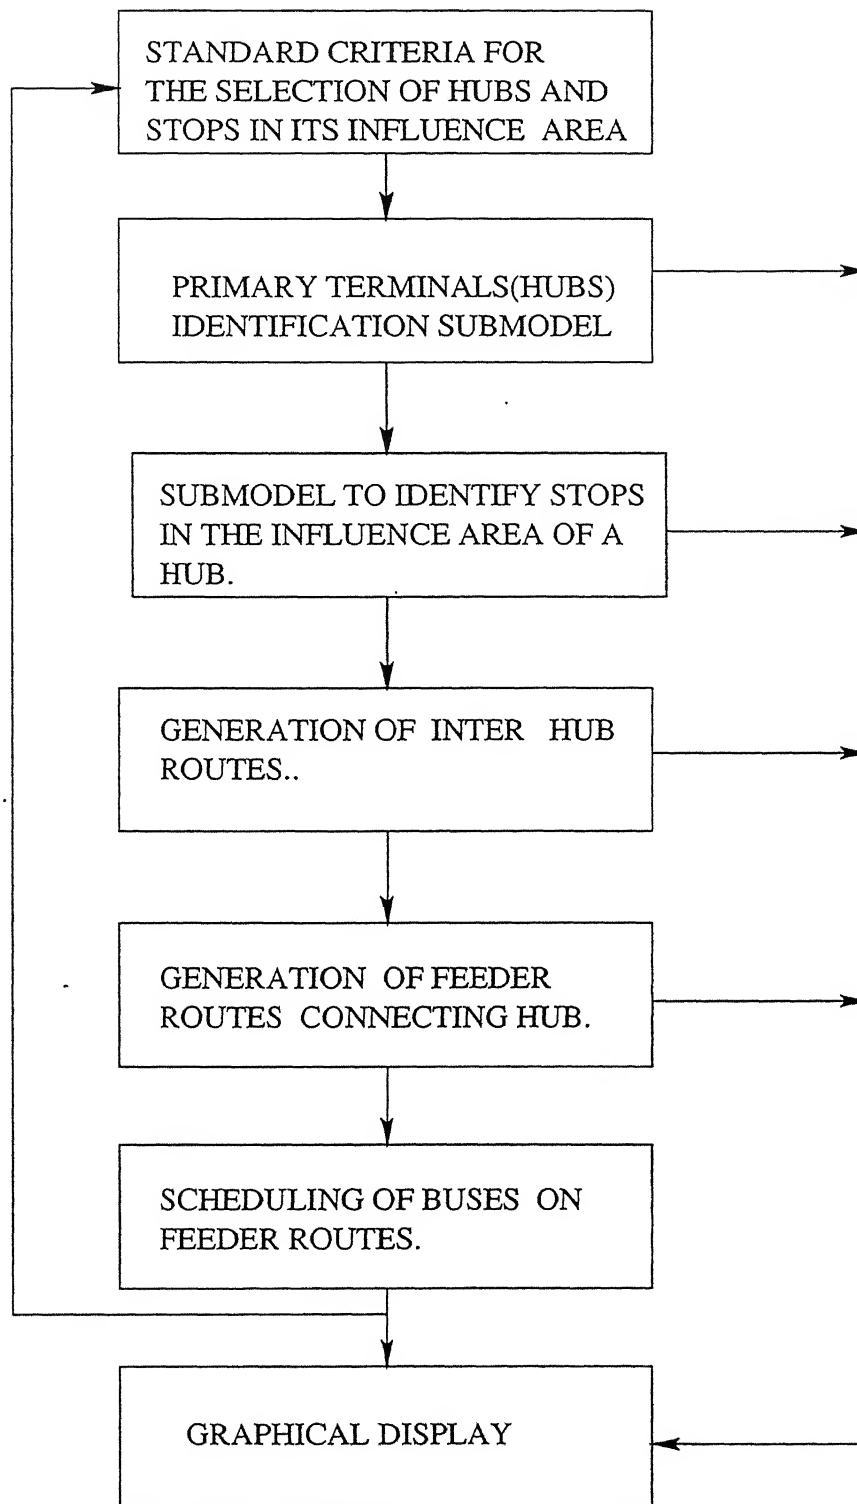 STANDARD CRITERIA FOR
THE SELECTION OF HUBS AND
STOPS IN ITS INFLUENCE AREA
PRIMARY TERMINALS(HUBS)
IDENTIFICATION SUBMODEL
SUBMODEL TO IDENTIFY STOPS
IN THE INFLUENCE AREA OF A
HUB.
GENERATION OF INTER HUB
ROUTES..
GENERATION OF FEEDER
ROUTES CONNECTING HUB.
SCHEDULING OF BUSES ON
FEEDER ROUTES.
GRAPHICAL DISPLAY